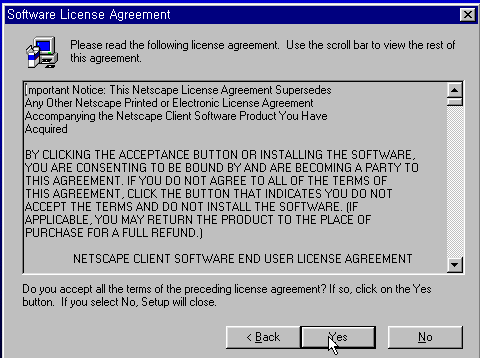 Software License Agreement
Please read the following license agreement. Use the scroll bar to view the rest of
this agreement.
Important Notice: This Netscape License Agreement Supersedes
Any Other Netscape Printed or Electronic License Agreement
Accompanying the Netscape Client Software Product You Have
Acquired
BY CLICKING THE ACCEPTANCE BUTTON OR INSTALLING THE SOFTWARE,
YOU ARE CONSENTING TO BE BOUND BY AND ARE BECOMING A PARTY TO
THIS AGREEMENT. IF YOU DO NOT AGREE TO ALL OF THE TERMS OF
THIS AGREEMENT, CLICK THE BUTTON THAT INDICATES YOU DO NOT
ACCEPT THE TERMS AND DO NOT INSTALL THE SOFTWARE. (IF
APPLICABLE, YOU MAY RETURN THE PRODUCT TO THE PLACE OF
PURCHASE FOR A FULL REFUND.)
NETSCAPE CLIENT SOFTWARE END USER LICENSE AGREEMENT
Do you accept all the terms of the preceding license agreement? If so, click on the Yes
button. If you select No, Setup will close.
< Back Yes No